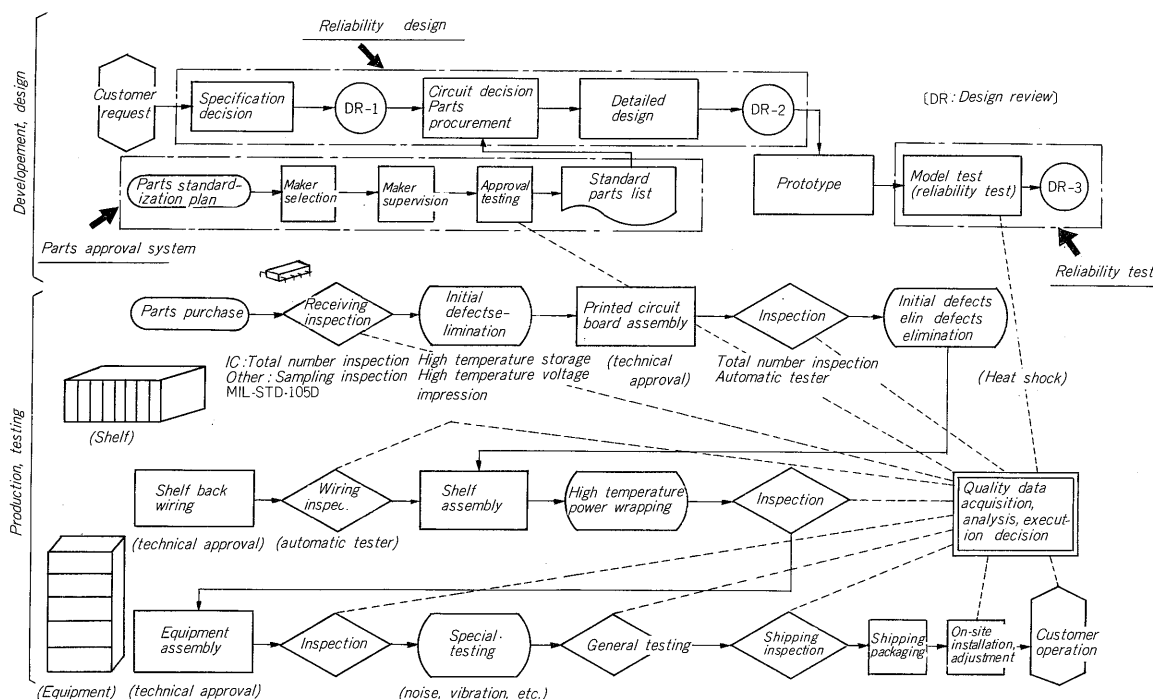 Reliability design
Developement, design
Customer
request
Specification
decision
DR-1
Circuit decision
Parts
procurement
Detailed
design
DR-2
(DR: Design review)
Parts standard-
ization plan
Maker
selection
Maker
supervision
Approval
testing
Standard
parts list
Prototype
Model test
(reliability test)
DR-3
Parts approval system
Reliability test
Production, testing
Parts purchase
Receiving
inspection
Initial
defectse-
limination
Printed circuit
board assembly
Inspection
Initial defects
elin defects
elimination
IC: Total number inspection
Other: Sampling inspection
MIL-STD-105D
High temperature storage
High temperature voltage
impression
(technical
approval)
Total number inspection
Automatic tester
(Heat shock)
(Shelf)
Shelf back
wiring
Wiring
inspec.
Shelf
assembly
High temperature
power wrapping
Inspection
Quality data
acquisition,
analysis, execut-
ion decision
(technical approval)
(automatic tester)
Equipment
assembly
Inspection
Special·
testing
General testing
Shipping
inspection
Shipping
packaging
On-site
installation,
adjustment
Customer
operation
(Equipment)
(technical approval)
(noise, vibration, etc.)